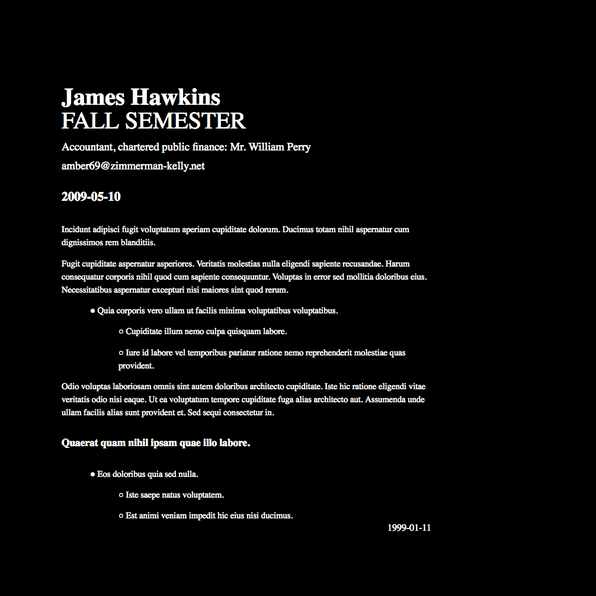 James Hawkins
FALL SEMESTER
Accountant, chartered public finance: Mr. William Perry
amber69@zimmerman-kelly.net
2009-05-10
Incidunt adipisci fugit voluptatum aperiam cupiditate dolorum. Ducimus totam nihil aspernatur cum
dignissimos rem blanditiis.
Fugit cupiditate aspernatur asperiores. Veritatis molestias nulla eligendi sapiente recusandae. Harum
consequatur corporis nihil quod cum sapiente consequuntur. Voluptas in error sed mollitia doloribus eius.
Necessitatibus aspernatur excepturi nisi maiores sint quod rerum.
• Quia corporis vero ullam ut facilis minima voluptatibus voluptatibus.
○ Cupiditate illum nemo culpa quisquam labore.
○ Iure id labore vel temporibus pariatur ratione nemo reprehenderit molestiae quas
provident.
Odio voluptas laboriosam omnis sint autem doloribus architecto cupiditate. Iste hic ratione eligendi vitae
veritatis odio nisi eaque. Ut ea voluptatum tempore cupiditate fuga alias architecto aut. Assumenda unde
ullam facilis alias sunt provident et. Sed sequi consectetur in.
Quaerat quam nihil ipsam quae illo labore.
• Eos doloribus quia sed nulla.
○ Iste saepe natus voluptatem.
○ Est animi veniam impedit hic eius nisi ducimus.
1999-01-11